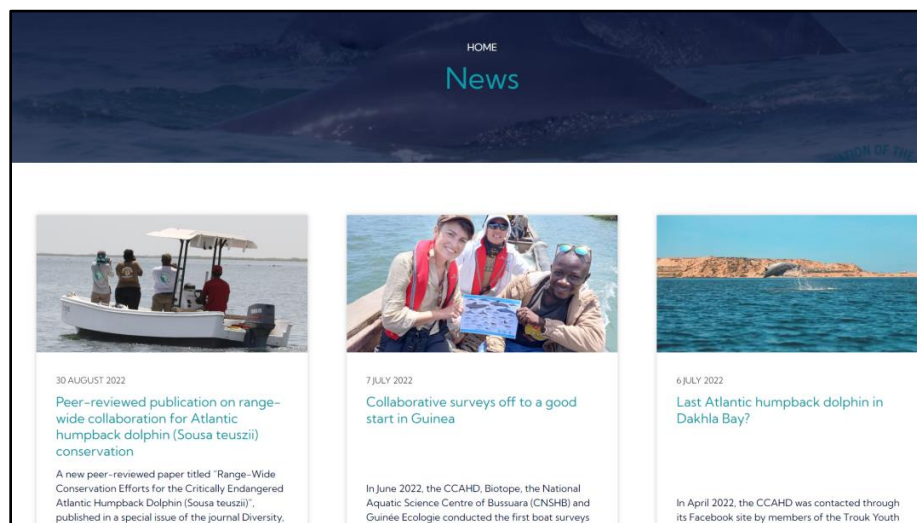 HOME
News
ATION OF THE
30 AUGUST 2022
Peer-reviewed publication on range-
wide collaboration for Atlantic
humpback dolphin (Sousa teuszii)
conservation
A new peer-reviewed paper titled “Range-Wide
Conservation Efforts for the Critically Endangered
Atlantic Humpback Dolphin (Sousa teuszii)”,
published in a special issue of the journal Diversity,
7 JULY 2022
Collaborative surveys off to a good
start in Guinea
In June 2022, the CCAHD, Biotope, the National
Aquatic Science Centre of Bussuara (CNSHB) and
Guinée Ecologie conducted the first boat surveys
6 JULY 2022
Last Atlantic humpback dolphin in
Dakhla Bay?
In April 2022, the CCAHD was contacted through
its Facebook site by members of the Trouk Youth